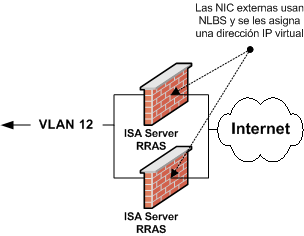 Las NIC externas usan
NLBS y se les asigna
una dirección IP virtual
VLAN 12
ISA Server
RRAS
Internet
ISA Server
RRAS